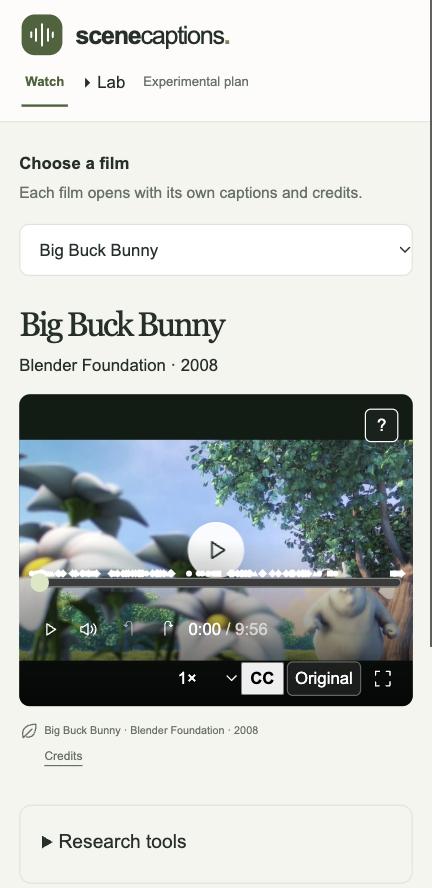 scenecaptions.
Watch Lab Experimental plan
Choose a film
Each film opens with its own captions and credits.
Big Buck Bunny
Big Buck Bunny
Blender Foundation · 2008
?
0:00 / 9:56
1× CC Original
Big Buck Bunny · Blender Foundation · 2008
Credits
Research tools